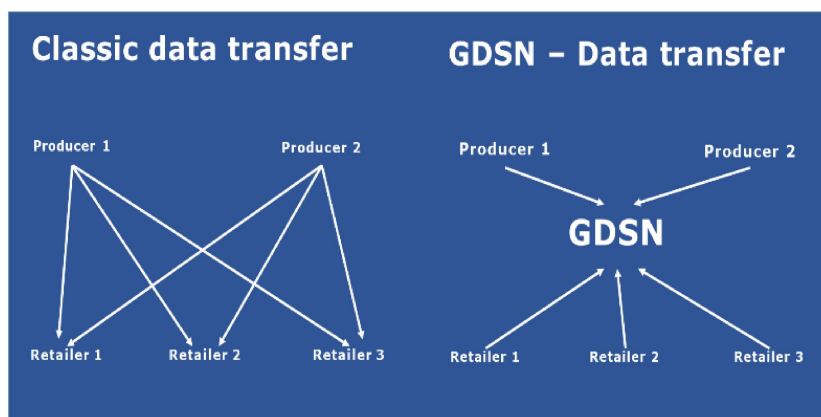 Classic data transfer
Producer 1
Producer 2
Retailer 1
Retailer 2
Retailer 3
GDSN – Data transfer
Producer 1
Producer 2
GDSN
Retailer 1
Retailer 2
Retailer 3